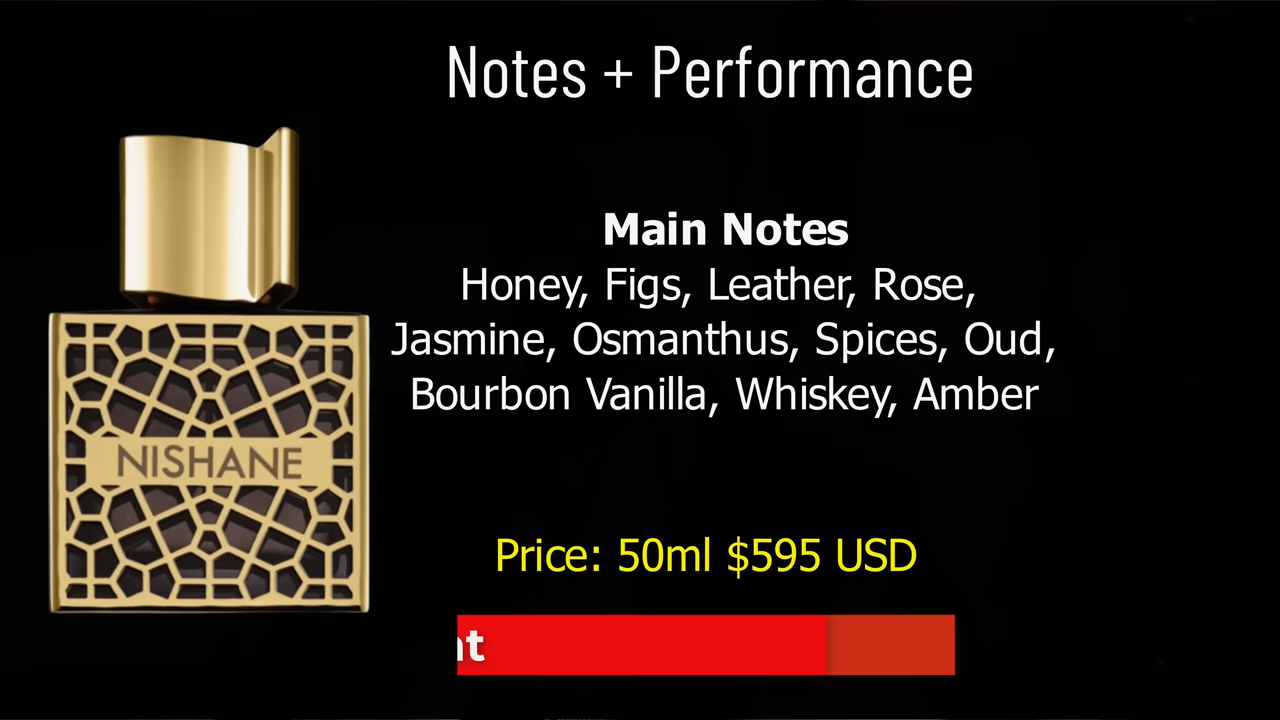 Notes + Performance
Main Notes
Honey, Figs, Leather, Rose,
Jasmine, Osmanthus, Spices, Oud,
Bourbon Vanilla, Whiskey, Amber
NISHANE
Price: 50ml $595 USD